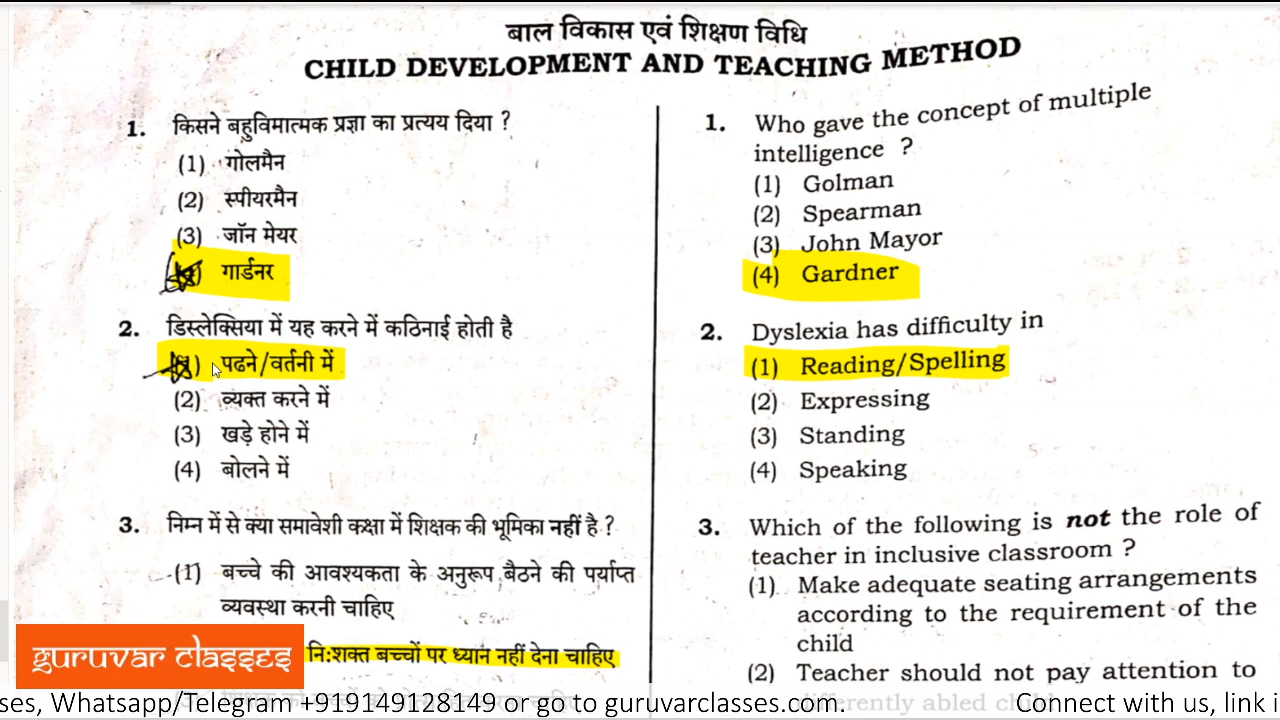 बाल विकास एवं शिक्षण विधि
CHILD DEVELOPMENT AND TEACHING METHOD
1. किसने बहुविमात्मक प्रज्ञा का प्रत्यय दिया ?
(1) गोलमैन
(2) स्पीयरमैन
(3) जॉन मेयर
गार्डनर
2. डिस्लेक्सिया में यह करने में कठिनाई होती है
(1) पढने/वर्तनी में
(2) व्यक्त करने में
(3) खड़े होने में
(4) बोलने में
3. निम्न में से क्या समावेशी कक्षा में शिक्षक की भूमिका नहीं है ?
(1) बच्चे की आवश्यकता के अनुरूप बैठने की पर्याप्त
व्यवस्था करनी चाहिए
निःशक्त बच्चों पर ध्यान नहीं देना चाहिए
1. Who gave the concept of multiple
intelligence ?
(1) Golman
(2) Spearman
(3) John Mayor
(4) Gardner
2. Dyslexia has difficulty in
(1) Reading/Spelling
(2) Expressing
(3) Standing
(4) Speaking
3. Which of the following is not the role of
teacher in inclusive classroom ?
(1) Make adequate seating arrangements
according to the requirement of the
child
(2) Teacher should not pay attention to
differently abled child
guruvar classes
ses, Whatsapp/Telegram +919149128149 or go to guruvarclasses.com. Connect with us, link i